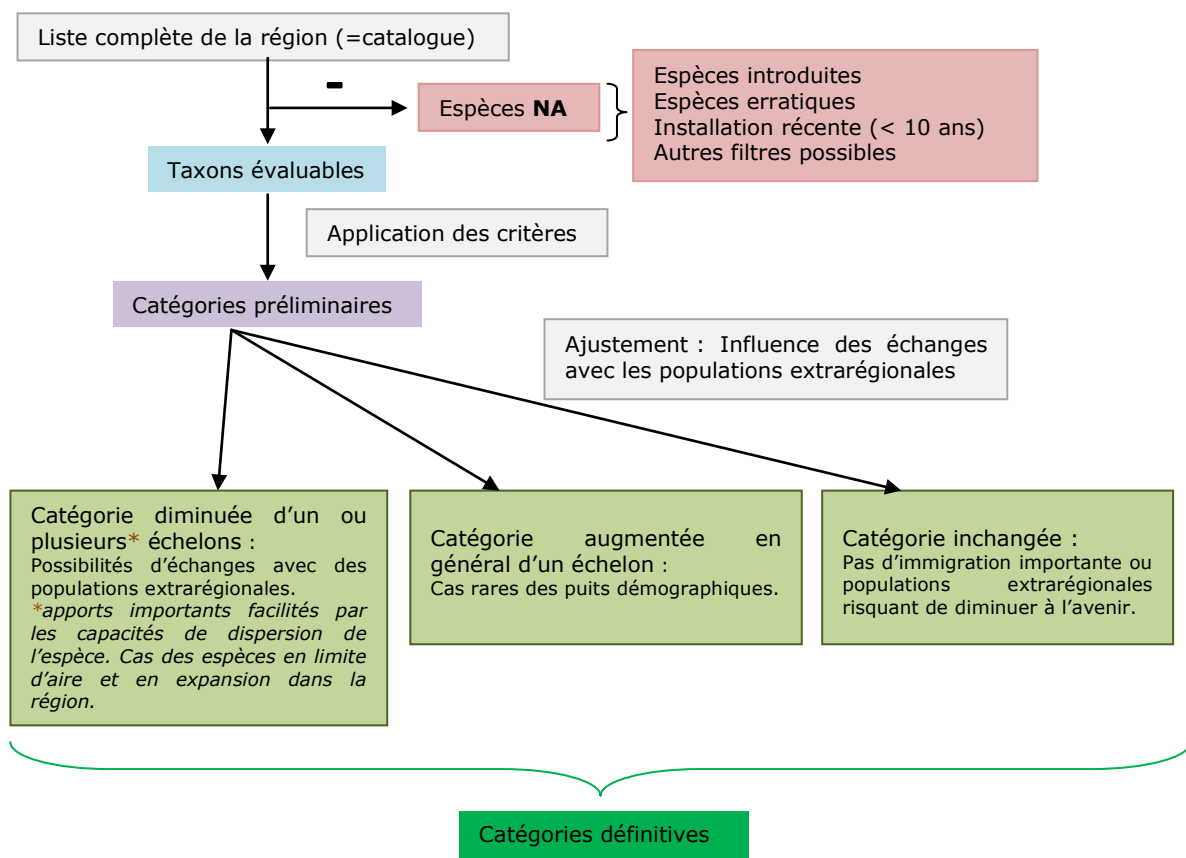 Liste complète de la région (=catalogue)
-
Espèces NA
Espèces introduites
Espèces erratiques
Installation récente (< 10 ans)
Autres filtres possibles
Taxons évaluables
Application des critères
Catégories préliminaires
Ajustement : Influence des échanges
avec les populations extrarégionales
Catégorie diminuée d’un ou
plusieurs* échelons :
Possibilités d’échanges avec des
populations extrarégionales.
*apports importants facilités par
les capacités de dispersion de
l’espèce. Cas des espèces en limite
d’aire et en expansion dans la
région.
Catégorie augmentée en
général d’un échelon :
Cas rares des puits démographiques.
Catégorie inchangée :
Pas d’immigration importante ou
populations extrarégionales
risquant de diminuer à l’avenir.
Catégories définitives